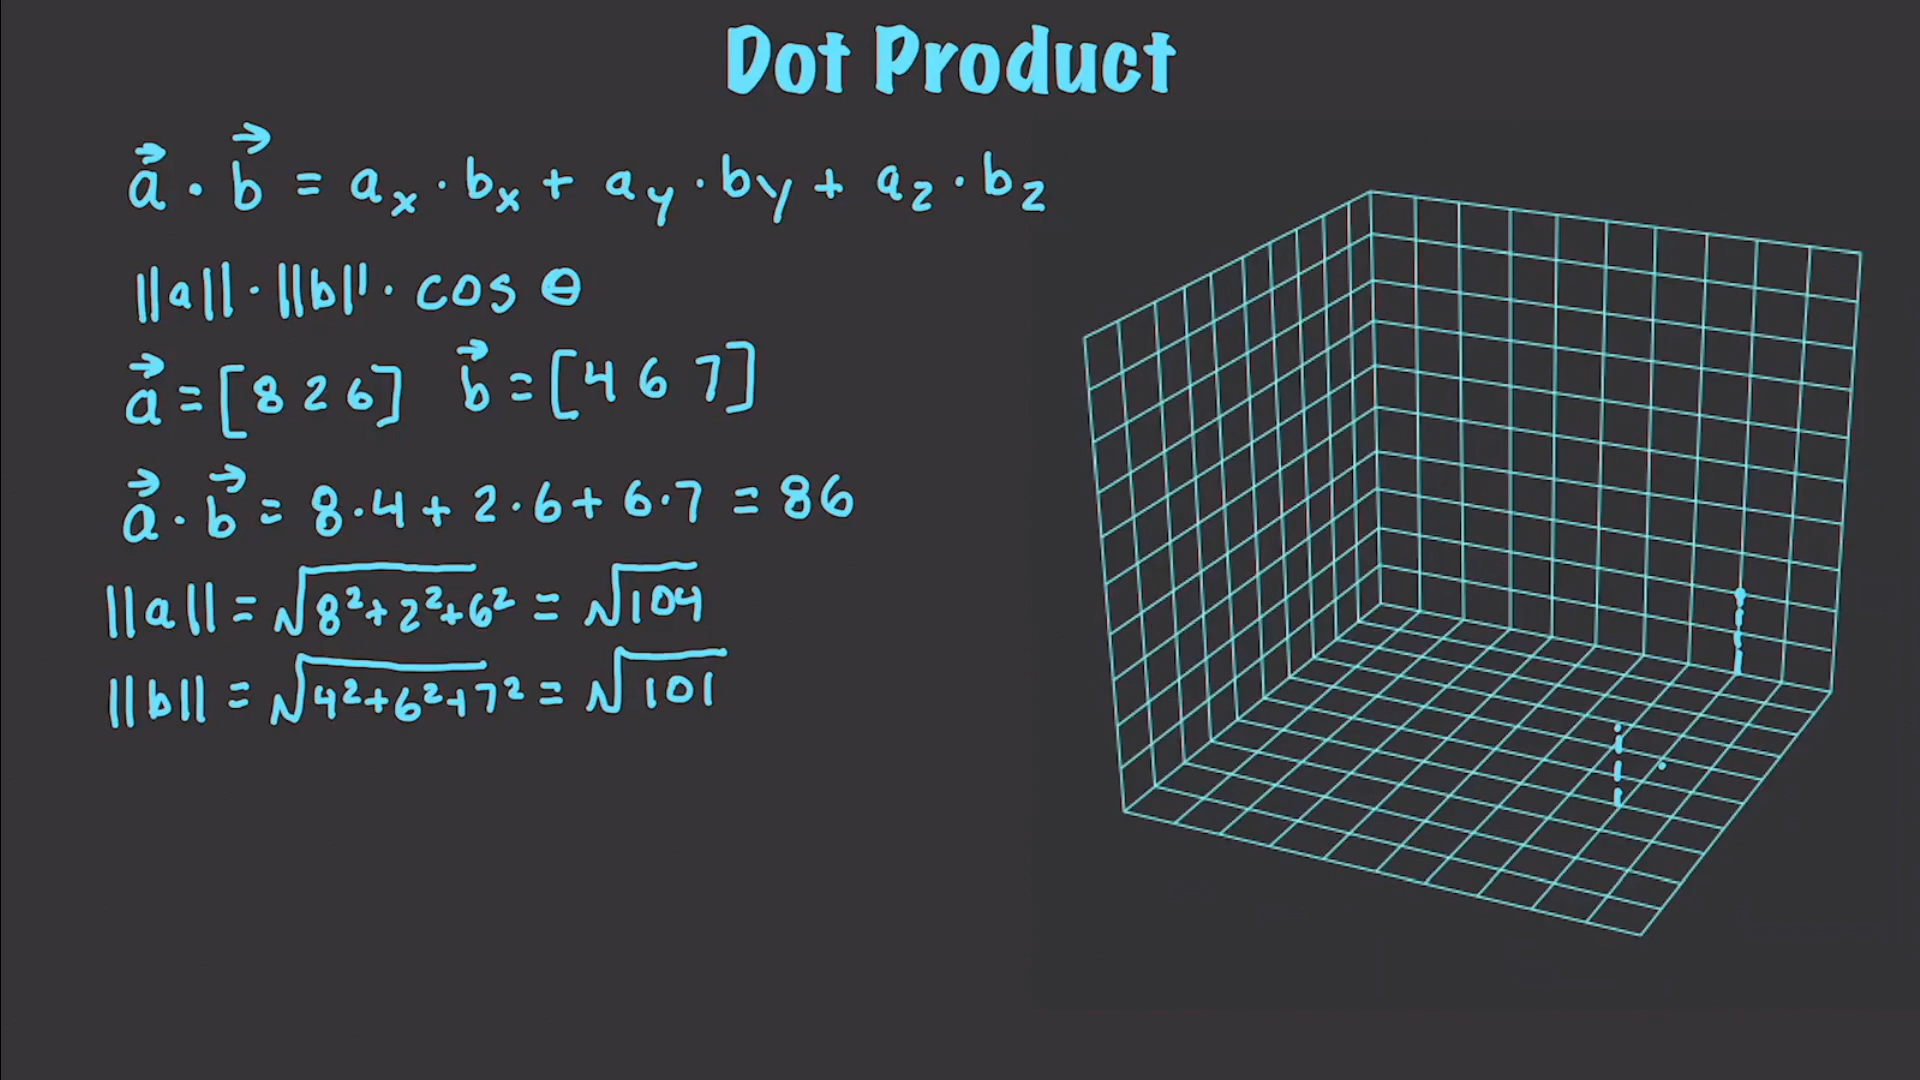 Dot Product
a⃗ · b⃗ = aₓ · bₓ + a_y · b_y + a_z · b_z
||a|| · ||b|| · cos θ
a⃗ = [8 2 6] b⃗ = [4 6 7]
a⃗ · b⃗ = 8·4 + 2·6 + 6·7 = 86
||a|| = √8²+2²+6² = √104
||b|| = √4²+6²+7² = √101